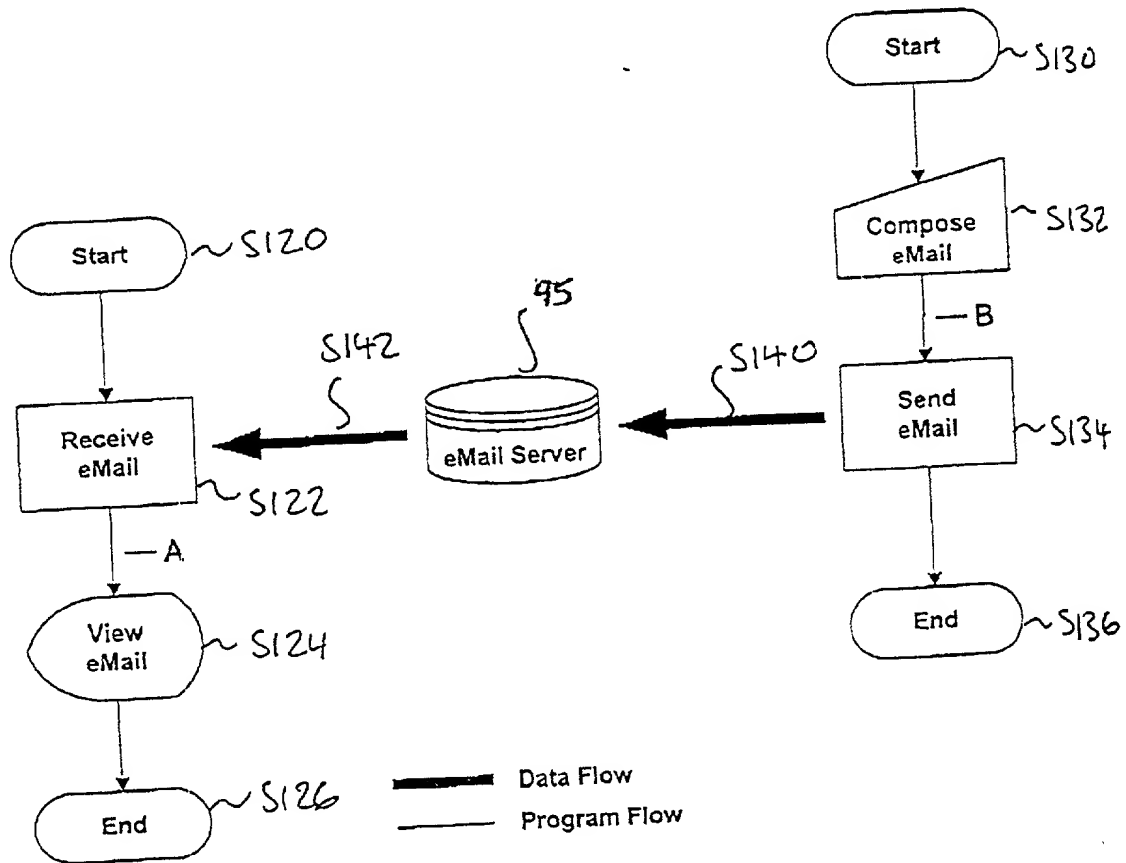 Start
S130
Compose
eMail
S132
B
Send
eMail
S134
End
S136
S140
95
eMail Server
S142
Start
S120
Receive
eMail
S122
A
View
eMail
S124
End
S126
Data Flow
Program Flow